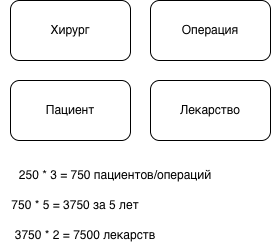 Хирург
Операция
Пациент
Лекарство
250 * 3 = 750 пациентов/операций
750 * 5 = 3750 за 5 лет
3750 * 2 = 7500 лекарств